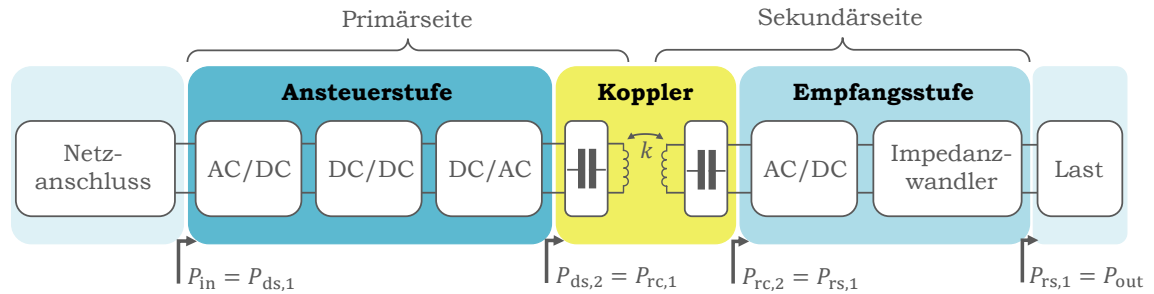 Primärseite
Sekundärseite
Ansteuerstufe
Koppler
Empfangsstufe
Netz-
anschluss
AC/DC
DC/DC
DC/AC
k
AC/DC
Impedanz-
wandler
Last
P_in = P_ds,1
P_ds,2 = P_rc,1
P_rc,2 = P_rs,1
P_rs,1 = P_out